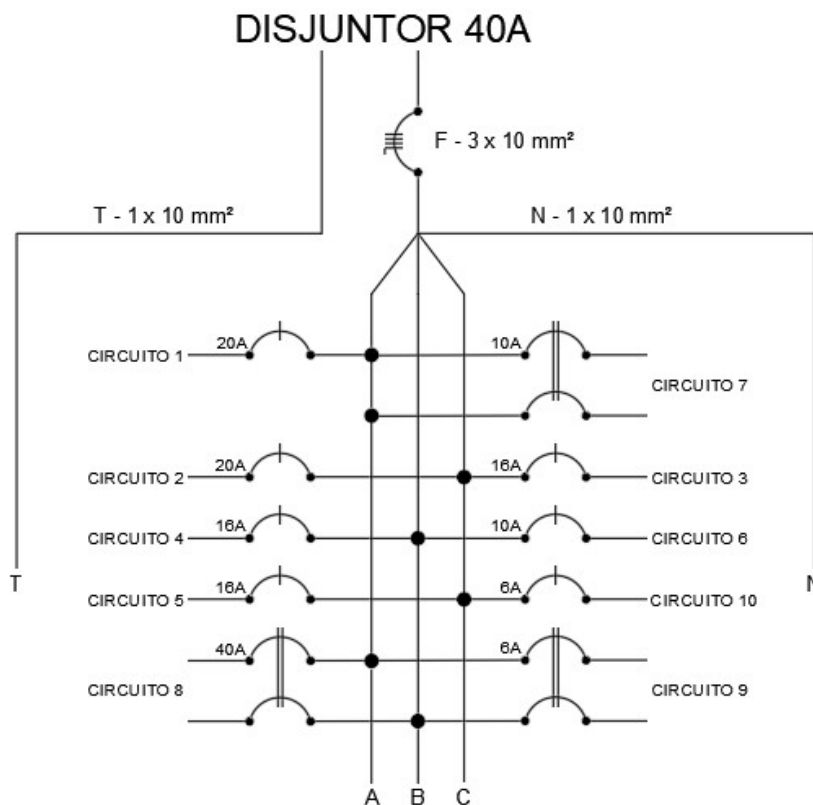 DISJUNTOR 40A
F - 3 x 10 mm²
T - 1 x 10 mm²
N - 1 x 10 mm²
CIRCUITO 1
20A
10A
CIRCUITO 7
CIRCUITO 2
20A
16A
CIRCUITO 3
CIRCUITO 4
16A
10A
CIRCUITO 6
T
N
CIRCUITO 5
16A
6A
CIRCUITO 10
40A
6A
CIRCUITO 8
CIRCUITO 9
A B C